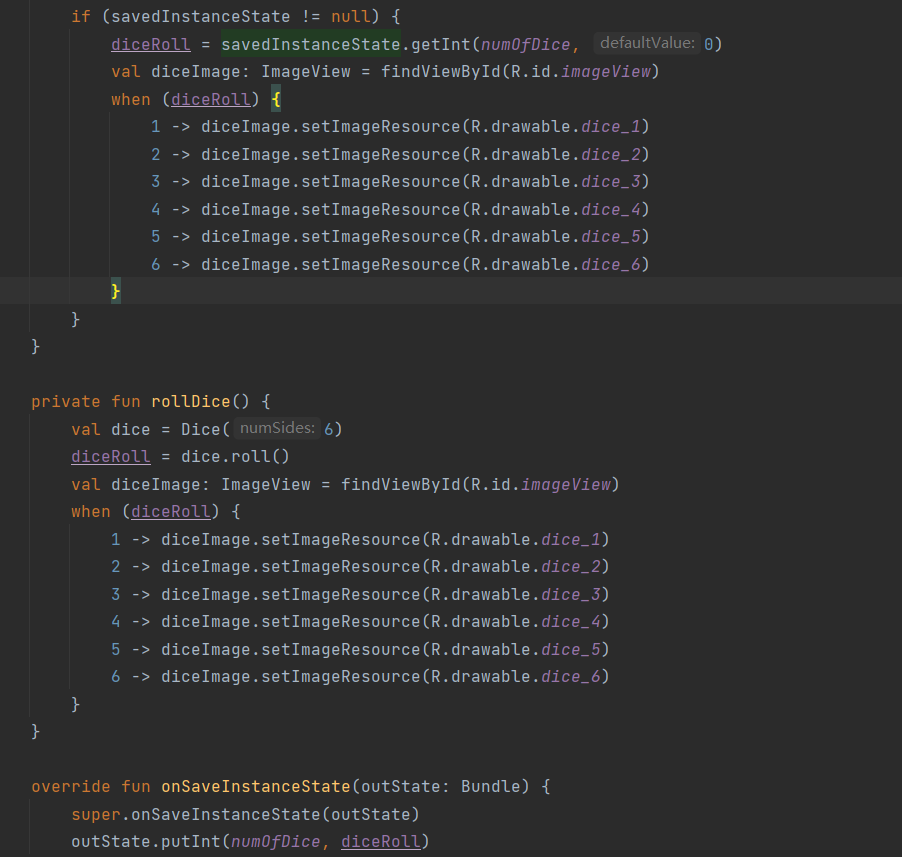 if (savedInstanceState != null) {
diceRoll = savedInstanceState.getInt(numOfDice, defaultValue: 0)
val diceImage: ImageView = findViewById(R.id.imageView)
when (diceRoll) {
1 -> diceImage.setImageResource(R.drawable.dice_1)
2 -> diceImage.setImageResource(R.drawable.dice_2)
3 -> diceImage.setImageResource(R.drawable.dice_3)
4 -> diceImage.setImageResource(R.drawable.dice_4)
5 -> diceImage.setImageResource(R.drawable.dice_5)
6 -> diceImage.setImageResource(R.drawable.dice_6)
}
}
}
private fun rollDice() {
val dice = Dice( numSides: 6)
diceRoll = dice.roll()
val diceImage: ImageView = findViewById(R.id.imageView)
when (diceRoll) {
1 -> diceImage.setImageResource(R.drawable.dice_1)
2 -> diceImage.setImageResource(R.drawable.dice_2)
3 -> diceImage.setImageResource(R.drawable.dice_3)
4 -> diceImage.setImageResource(R.drawable.dice_4)
5 -> diceImage.setImageResource(R.drawable.dice_5)
6 -> diceImage.setImageResource(R.drawable.dice_6)
}
}
override fun onSaveInstanceState(outState: Bundle) {
super.onSaveInstanceState(outState)
outState.putInt(numOfDice, diceRoll)